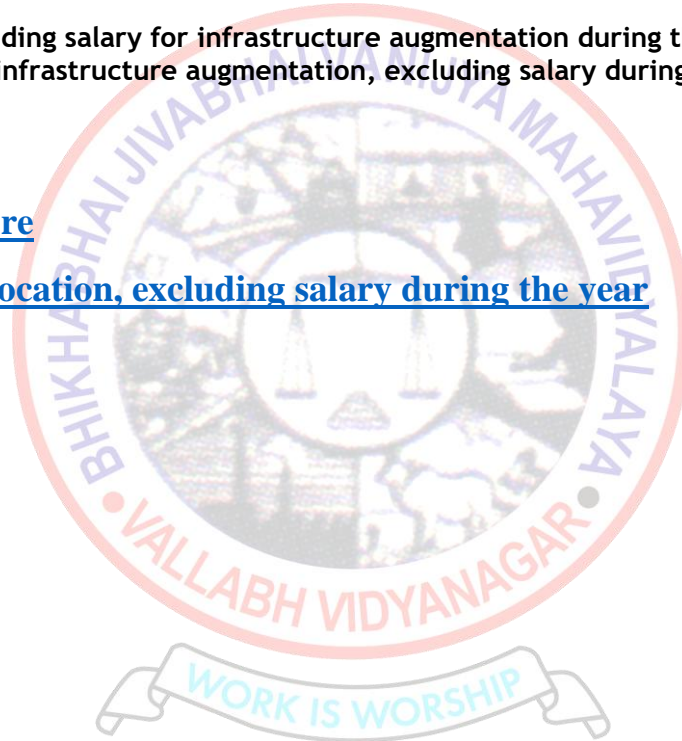 ding salary for infrastructure augmentation during t
infrastructure augmentation, excluding salary during
re
ocation, excluding salary during the year
BHIKHABHAI JIVABHAI VANIJYA MAHAVIDYALAYA
VALLABH VIDYANAGAR
WORK IS WORSHIP